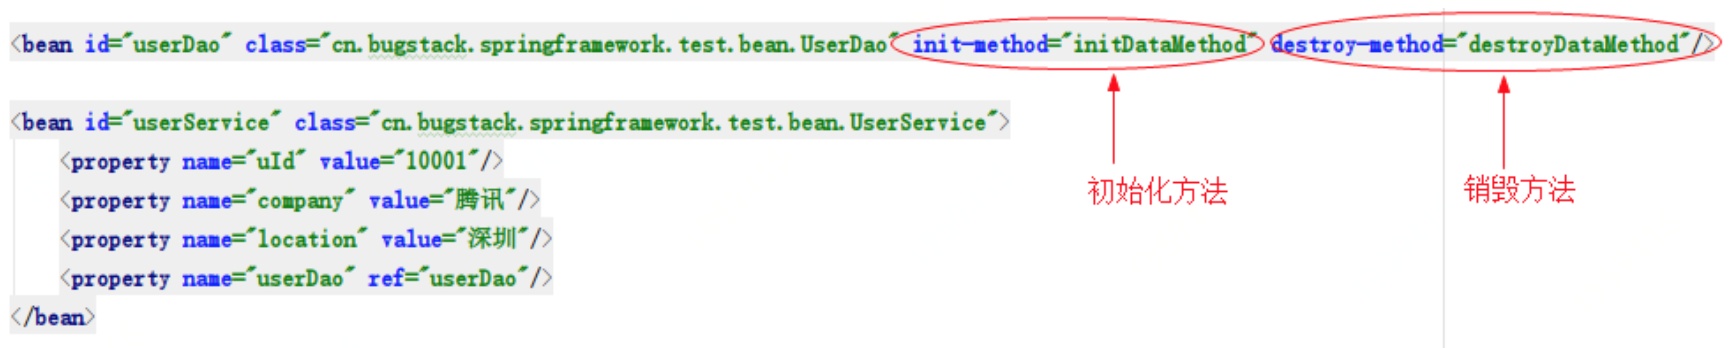 <bean id="userDao" class="cn.bugstack.springframework.test.bean.UserDao" init-method="initDataMethod" destroy-method="destroyDataMethod"/>
<bean id="userService" class="cn.bugstack.springframework.test.bean.UserService">
<property name="uId" value="10001"/>
<property name="company" value="腾讯"/>
初始化方法 销毁方法
<property name="location" value="深圳"/>
<property name="userDao" ref="userDao"/>
</bean>